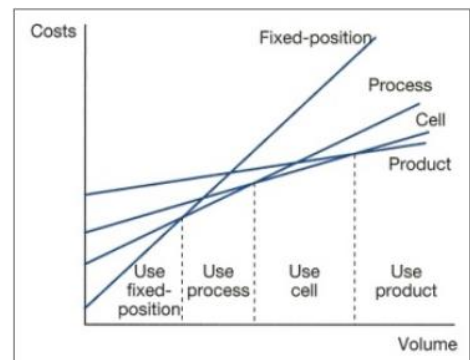 Costs
Fixed-position
Process
Cell
Product
Use
fixed-
position
Use
process
Use
cell
Use
product
Volume